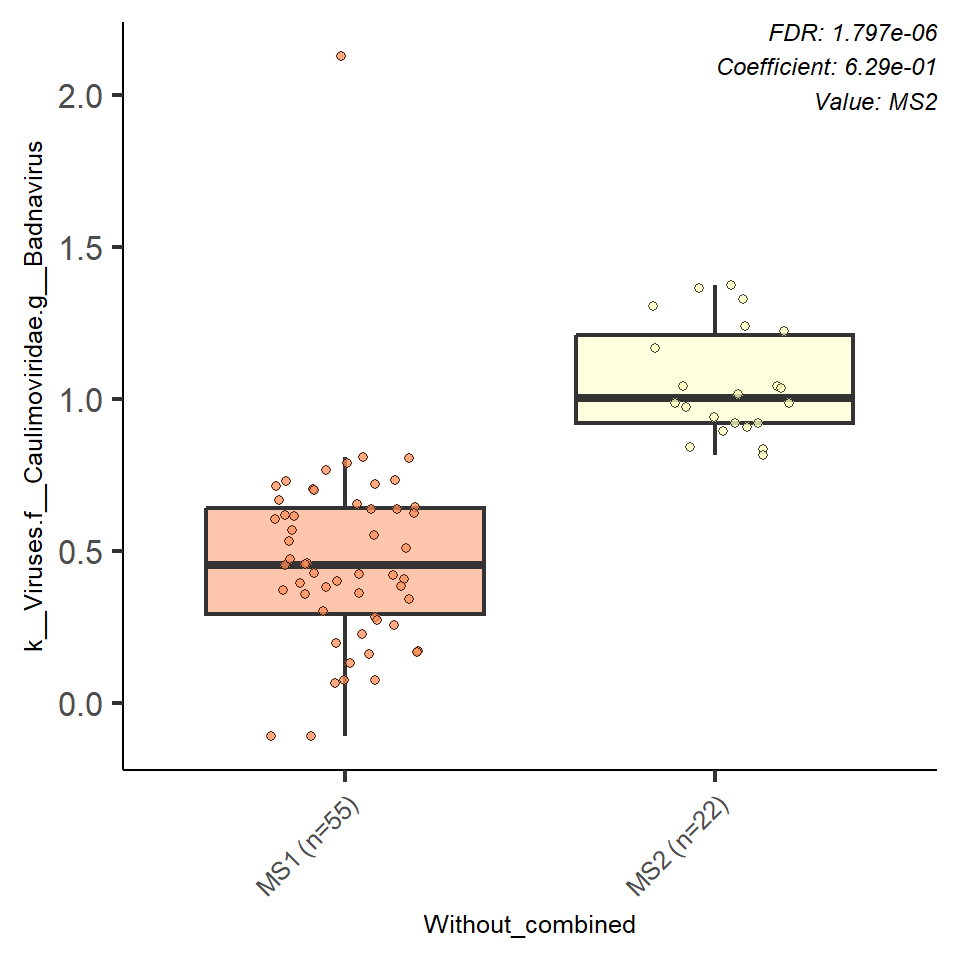 FDR: 1.797e-06
Coefficient: 6.29e-01
Value: MS2
k__Viruses.f__Caulimoviridae.g__Badnavirus
2.0
1.5
1.0
0.5
0.0
MS1 (n=55)
MS2 (n=22)
Without_combined